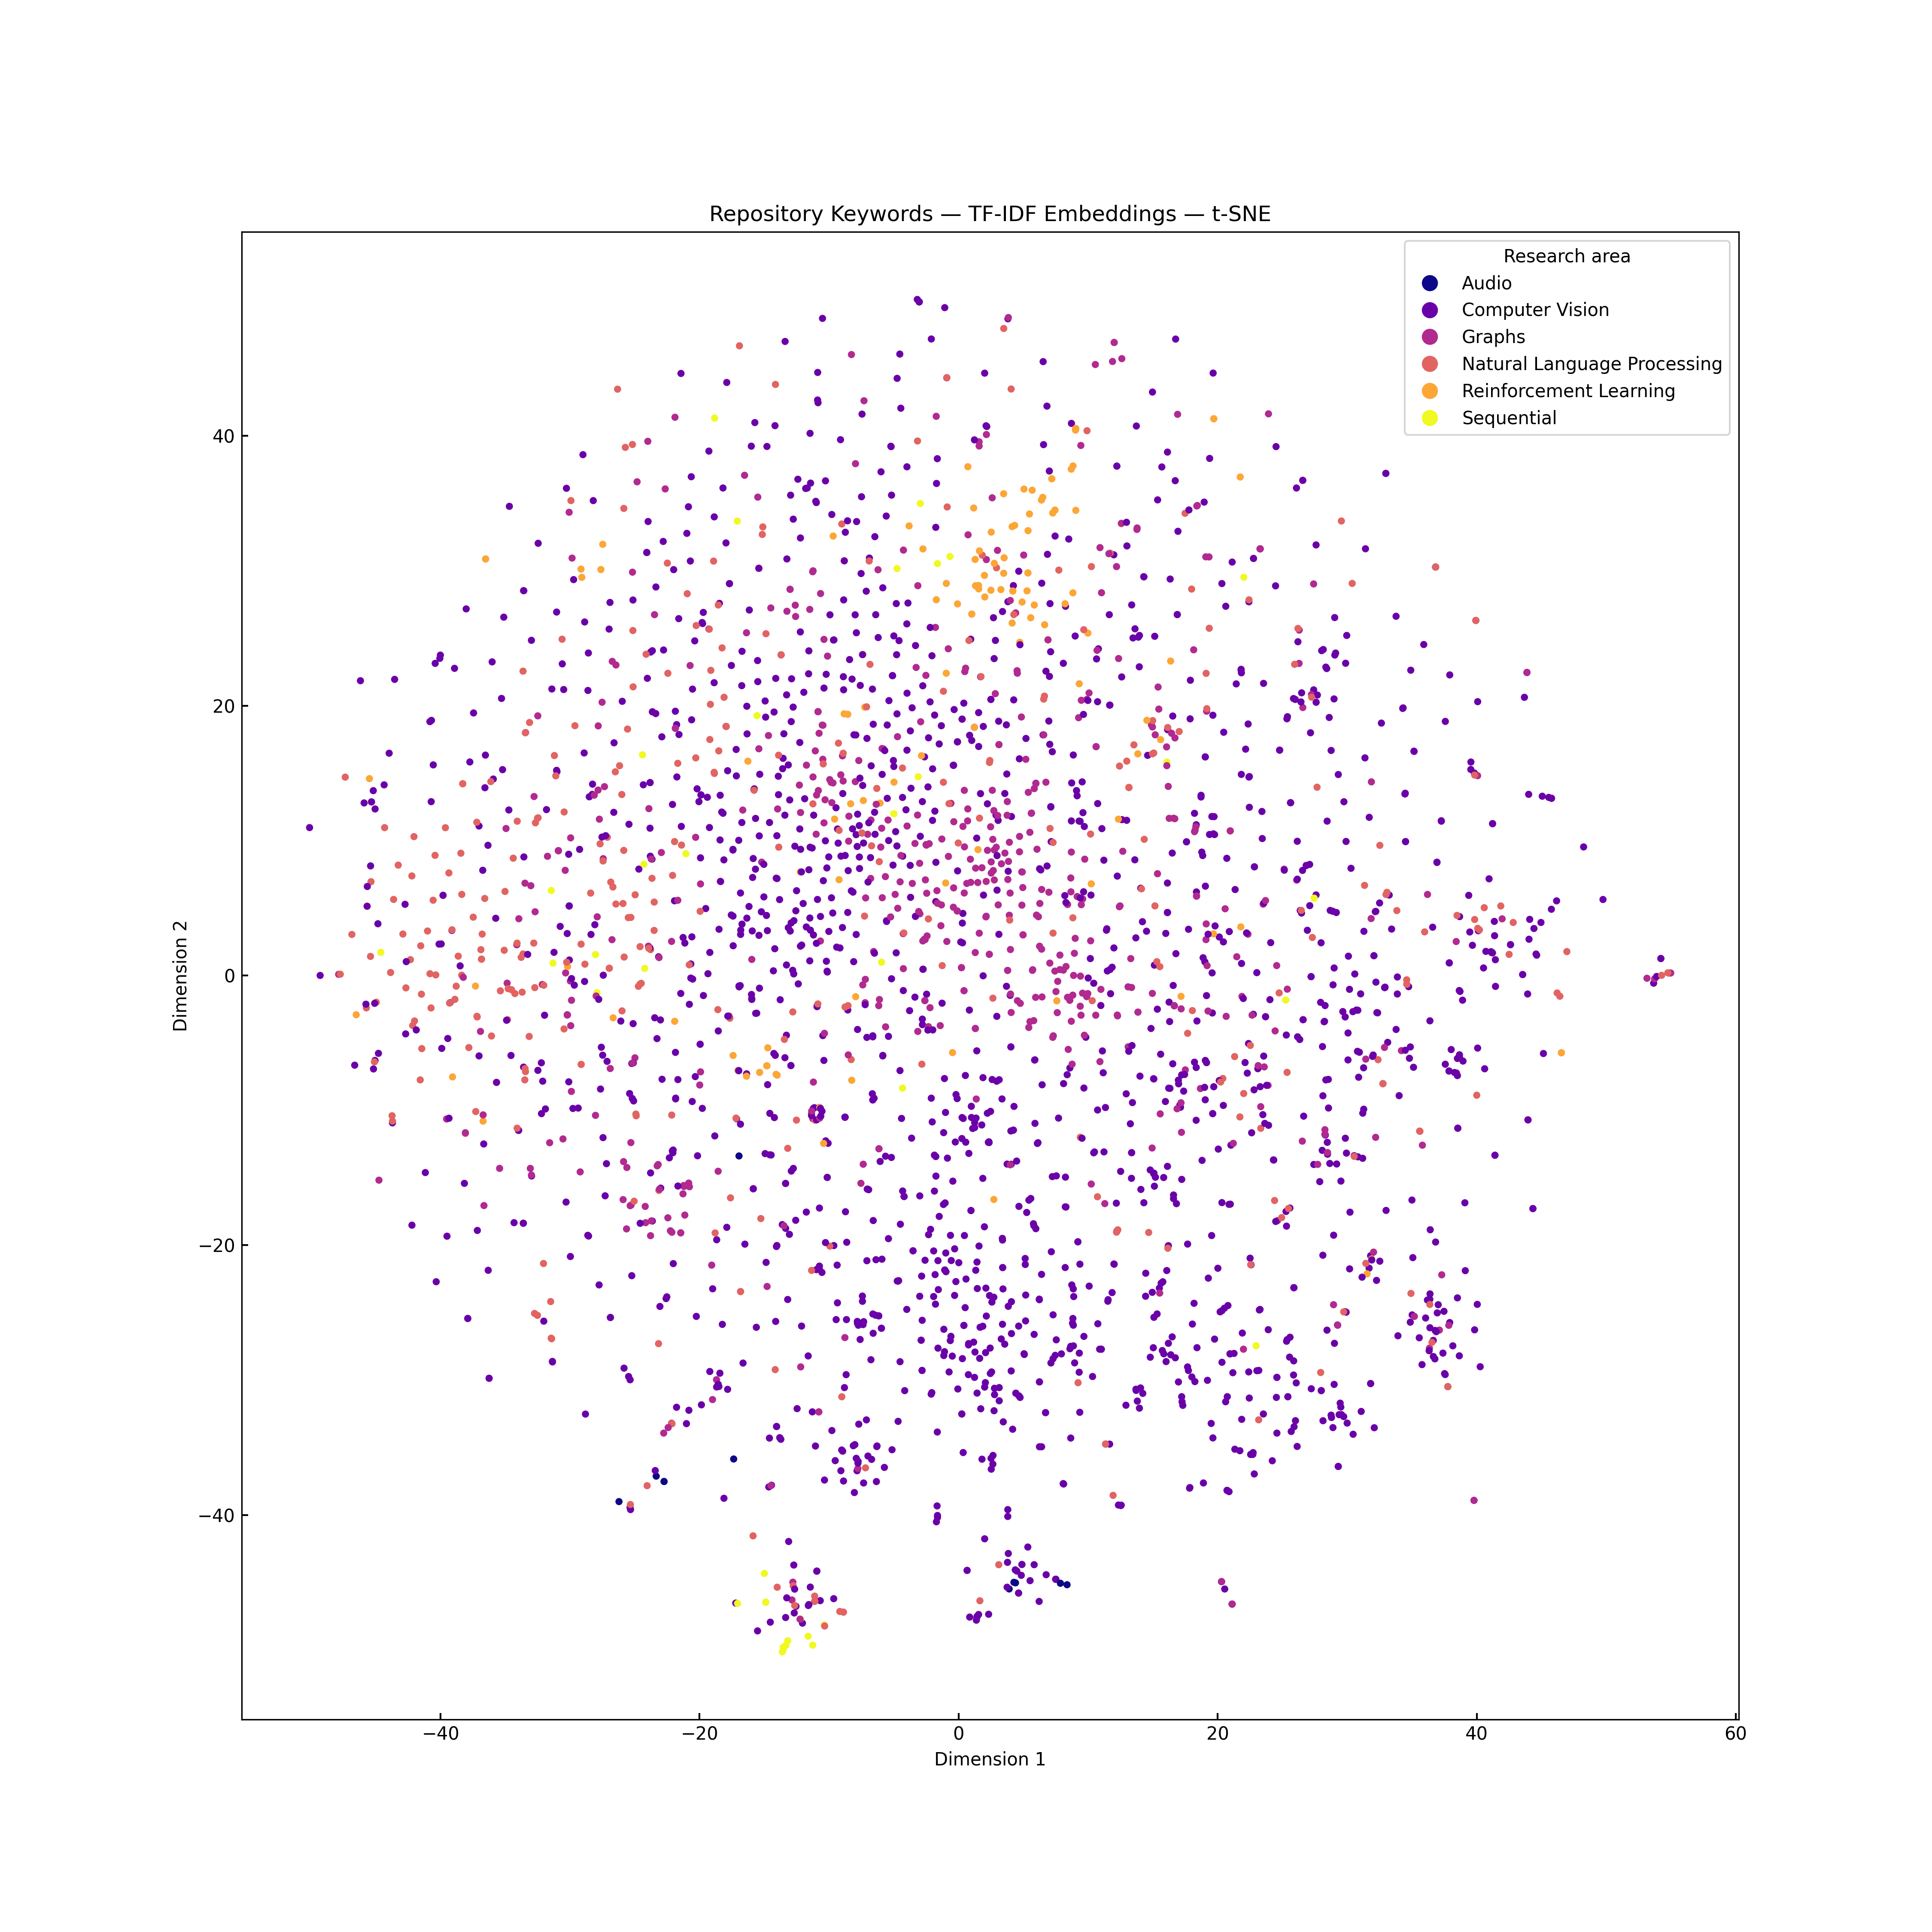 Repository Keywords — TF-IDF Embeddings — t-SNE
Research area
Audio
Computer Vision
Graphs
Natural Language Processing
Reinforcement Learning
Sequential
Dimension 2
40
20
0
−20
−40
−40
−20
0
20
40
60
Dimension 1